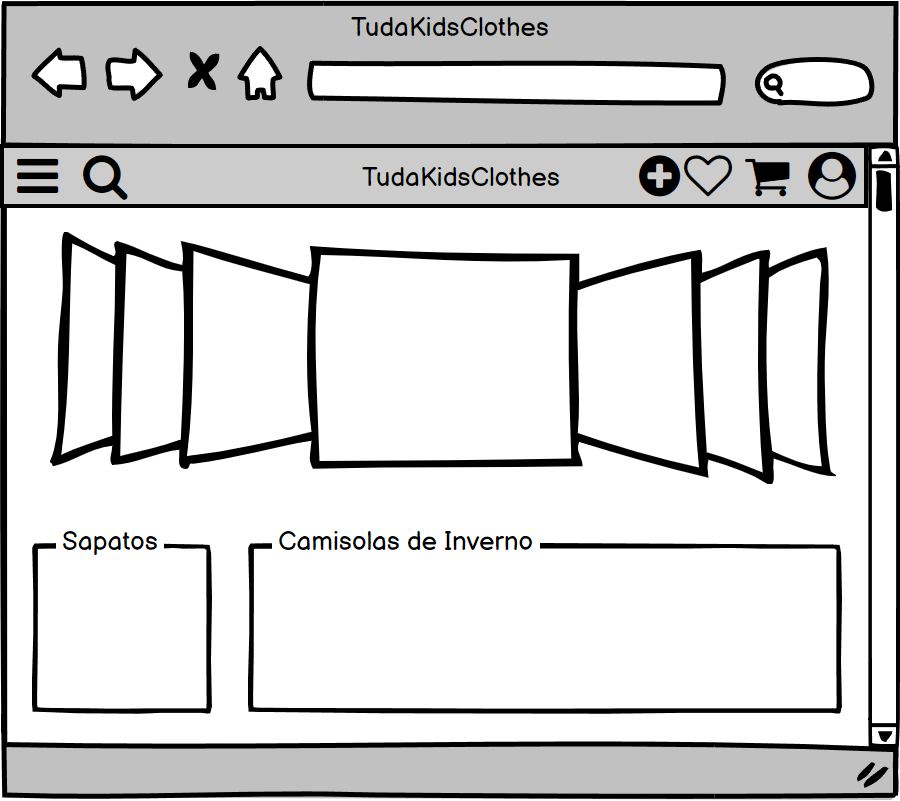 TudaKidsClothes
TudaKidsClothes
Sapatos
Camisolas de Inverno